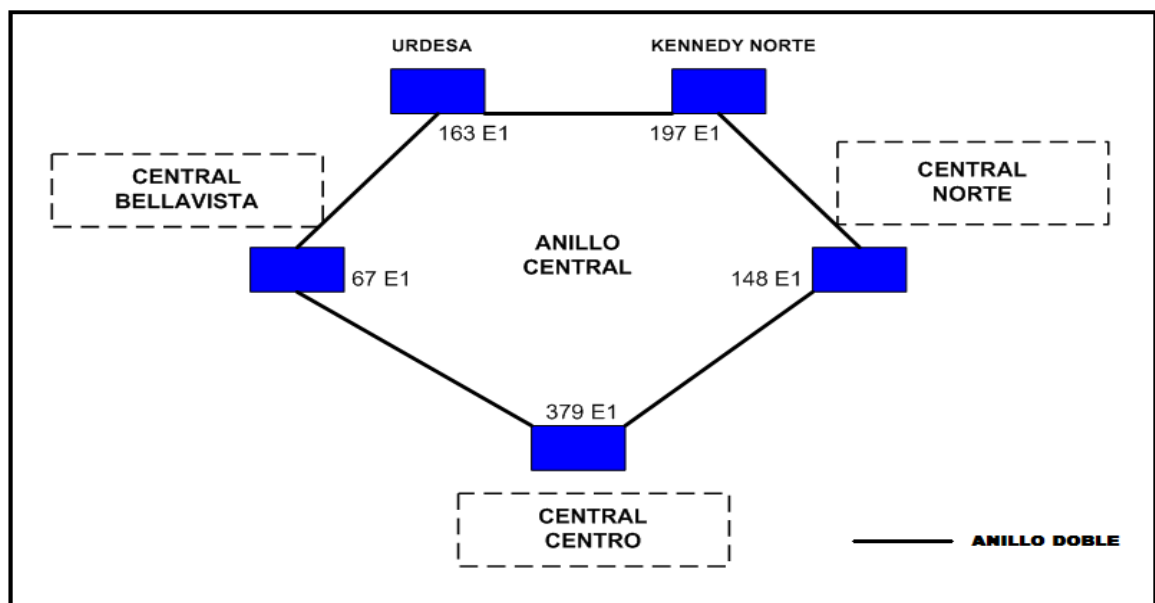 URDESA
KENNEDY NORTE
163 E1
197 E1
CENTRAL
BELLAVISTA
CENTRAL
NORTE
ANILLO
CENTRAL
67 E1
148 E1
379 E1
CENTRAL
CENTRO
ANILLO DOBLE